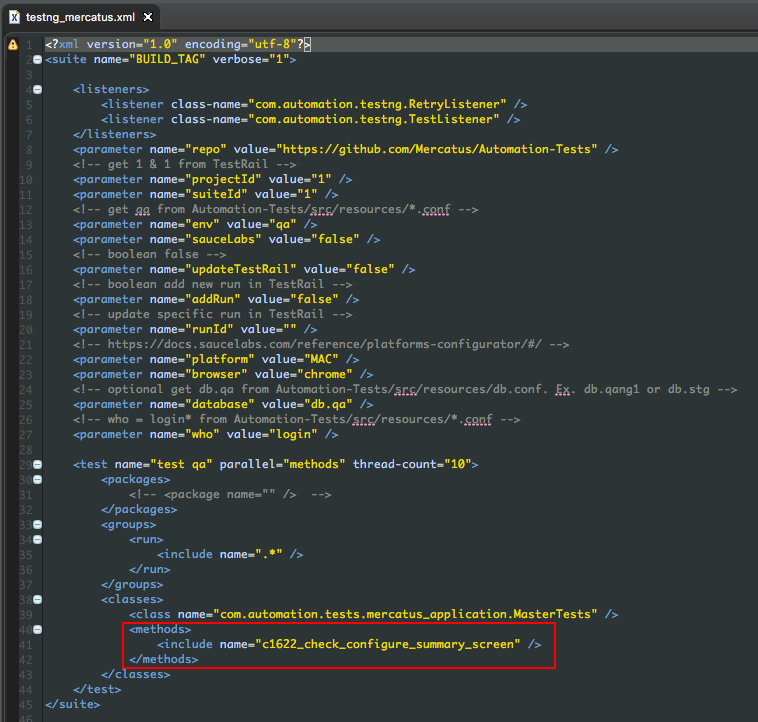 testng_mercatus.xml
1 <?xml version="1.0" encoding="utf-8"?>
2 <suite name="BUILD_TAG" verbose="1">
3
4 <listeners>
5 <listener class-name="com.automation.testng.RetryListener" />
6 <listener class-name="com.automation.testng.TestListener" />
7 </listeners>
8 <parameter name="repo" value="https://github.com/Mercatus/Automation-Tests" />
9 <!-- get 1 & 1 from TestRail -->
10 <parameter name="projectId" value="1" />
11 <parameter name="suiteId" value="1" />
12 <!-- get qa from Automation-Tests/src/resources/*.conf -->
13 <parameter name="env" value="qa" />
14 <parameter name="sauceLabs" value="false" />
15 <!-- boolean false -->
16 <parameter name="updateTestRail" value="false" />
17 <!-- boolean add new run in TestRail -->
18 <parameter name="addRun" value="false" />
19 <!-- update specific run in TestRail -->
20 <parameter name="runId" value="" />
21 <!-- https://docs.saucelabs.com/reference/platforms-configurator/#/ -->
22 <parameter name="platform" value="MAC" />
23 <parameter name="browser" value="chrome" />
24 <!-- optional get db.qa from Automation-Tests/src/resources/db.conf. Ex. db.qang1 or db.stg -->
25 <parameter name="database" value="db.qa" />
26 <!-- who = login* from Automation-Tests/src/resources/*.conf -->
27 <parameter name="who" value="login" />
28
29 <test name="test qa" parallel="methods" thread-count="10">
30 <packages>
31 <!-- <package name="" /> -->
32 </packages>
33 <groups>
34 <run>
35 <include name=".*" />
36 </run>
37 </groups>
38 <classes>
39 <class name="com.automation.tests.mercatus_application.MasterTests" />
40 <methods>
41 <include name="c1622_check_configure_summary_screen" />
42 </methods>
43 </classes>
44 </test>
45 </suite>
46